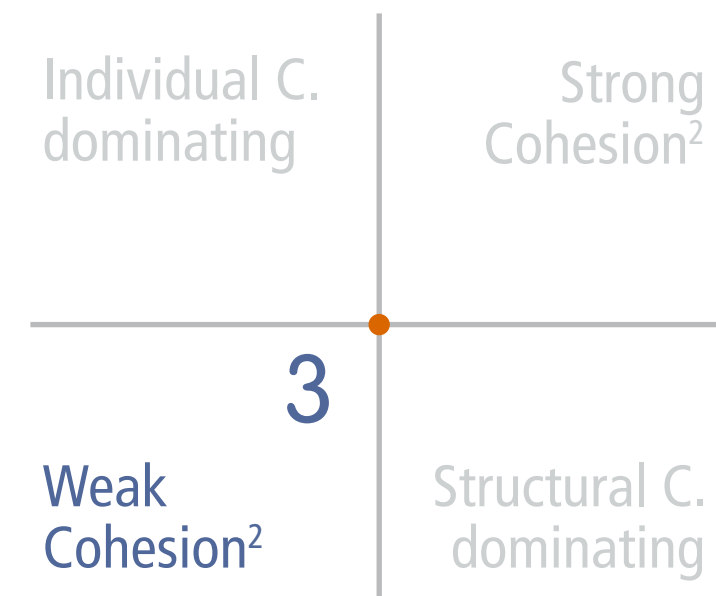 Individual C.
dominating
Strong
Cohesion²
3
Weak
Cohesion²
Structural C.
dominating